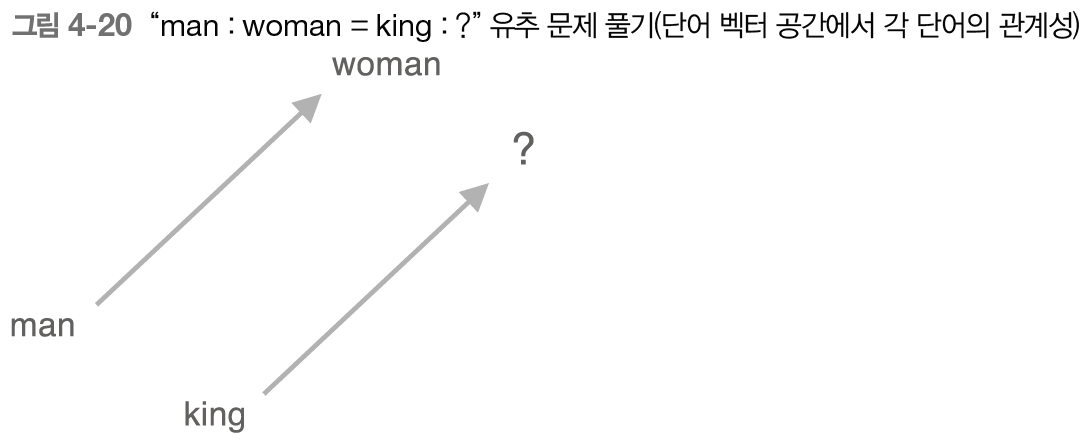 그림 4-20 “man : woman = king : ?” 유추 문제 풀기(단어 벡터 공간에서 각 단어의 관계성)
woman
?
man
king